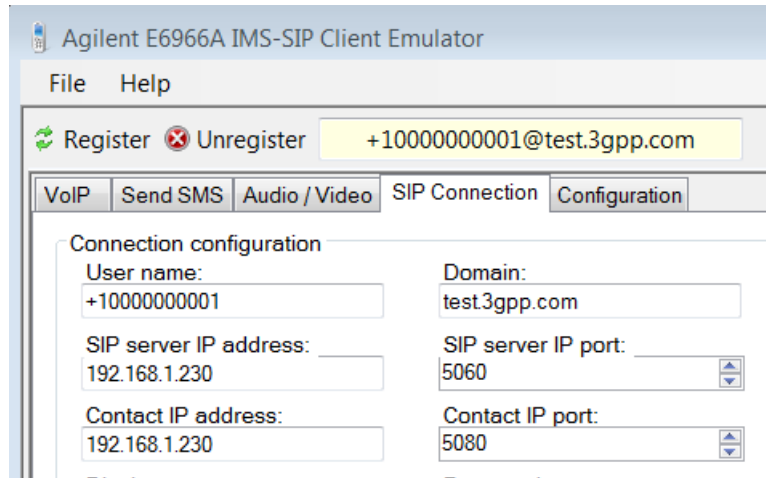 Agilent E6966A IMS-SIP Client Emulator
File Help
Register Unregister +10000000001@test.3gpp.com
VoIP Send SMS Audio / Video SIP Connection Configuration
Connection configuration
User name: Domain:
+10000000001 test.3gpp.com
SIP server IP address: SIP server IP port:
192.168.1.230 5060
Contact IP address: Contact IP port:
192.168.1.230 5080